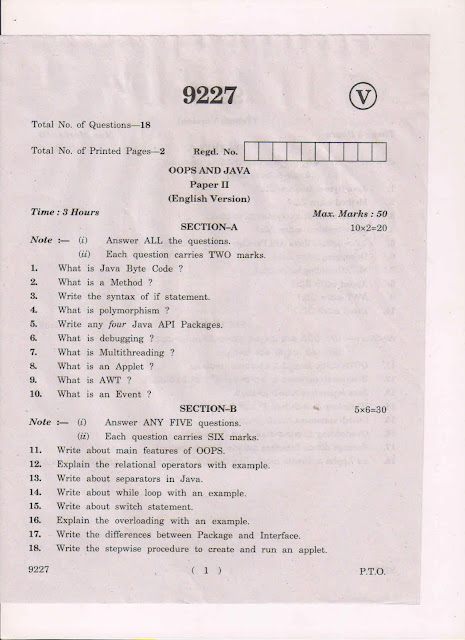 9227
V
Total No. of Questions—18
Total No. of Printed Pages—2 Regd. No.
OOPS AND JAVA
Paper II
(English Version)
Time : 3 Hours Max. Marks : 50
SECTION–A 10×2=20
Note :— (i) Answer ALL the questions.
(ii) Each question carries TWO marks.
1. What is Java Byte Code ?
2. What is a Method ?
3. Write the syntax of if statement.
4. What is polymorphism ?
5. Write any four Java API Packages.
6. What is debugging ?
7. What is Multithreading ?
8. What is an Applet ?
9. What is AWT ?
10. What is an Event ?
SECTION–B 5×6=30
Note :— (i) Answer ANY FIVE questions.
(ii) Each question carries SIX marks.
11. Write about main features of OOPS.
12. Explain the relational operators with example.
13. Write about separators in Java.
14. Write about while loop with an example.
15. Write about switch statement.
16. Explain the overloading with an example.
17. Write the differences between Package and Interface.
18. Write the stepwise procedure to create and run an applet.
9227 ( 1 ) P.T.O.